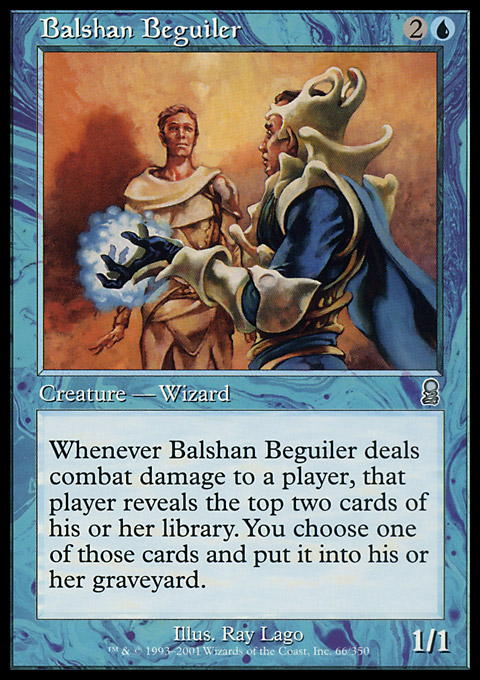 Balshan Beguiler 2
Creature — Wizard
Whenever Balshan Beguiler deals
combat damage to a player, that
player reveals the top two cards of
his or her library. You choose one
of those cards and put it into his or
her graveyard.
Illus. Ray Lago
™ & © 1993–2001 Wizards of the Coast, Inc. 66/350
1/1